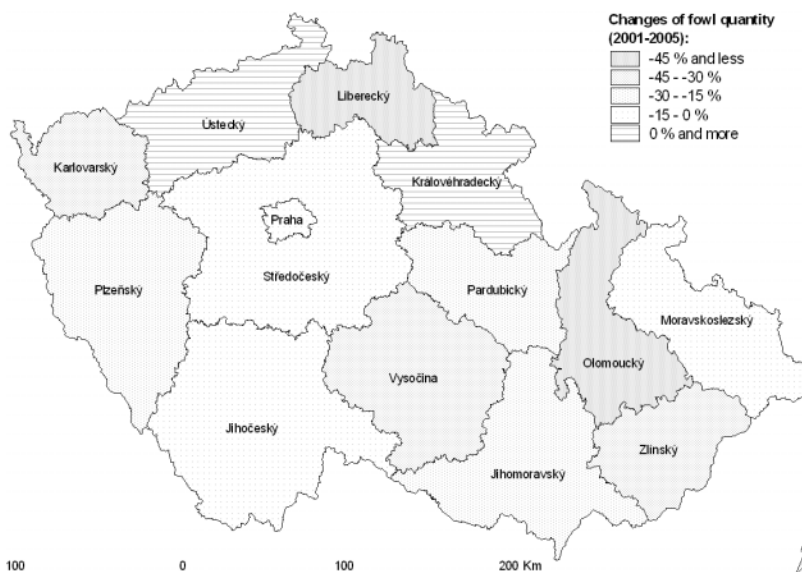 Changes of fowl quantity
(2001-2005):
-45 % and less
-45 - -30 %
-30 - -15 %
-15 - 0 %
0 % and more
Liberecký
Ústecký
Karlovarský
Královéhradecký
Praha
Středočeský
Plzeňský
Pardubický
Moravskoslezský
Olomoucký
Vysočina
Jihočeský
Zlínský
Jihomoravský
100 0 100 200 Km